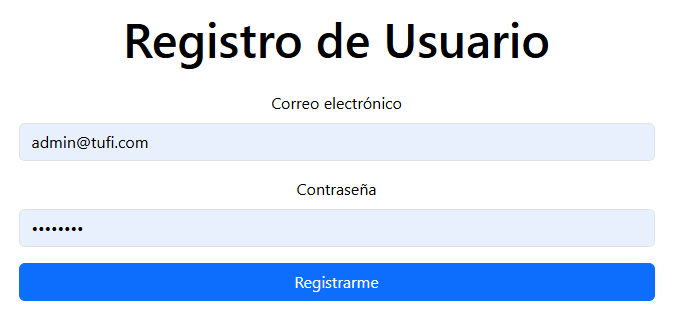 Registro de Usuario
Correo electrónico
admin@tufi.com
Contraseña
••••••••
Registrarme